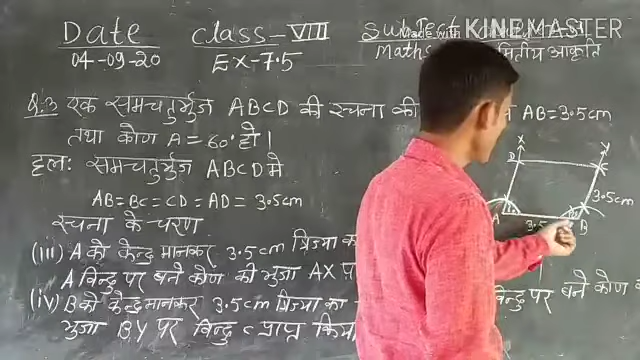 Date class-VIII Subject
Made with KINEMASTER
04-09-20 EX-7.5 Maths आकृति
Q.3 एक समचतुर्भुज ABCD की रचना की AB=3.5cm
तथा कोण A = 60° हो।
हल: समचतुर्भुज ABCD मे
AB=BC=CD=AD=3.5cm
रचना के चरण
(iii) A को केन्द्र मानकर 3.5cm त्रिज्या का
A बिन्दु पर बने कोण की भुजा AX
(iv) B को केन्द्र मानकर 3.5cm त्रिज्या का बिन्दु पर बने कोण
भुजा BY पर बिन्दु C प्राप्त किया
X Y
D
3.5cm
A 3.5 B